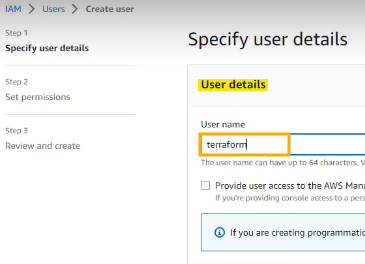 IAM > Users > Create user
Step 1
Specify user details
Step 2
Set permissions
Step 3
Review and create
Specify user details
User details
User name
terraform
The user name can have up to 64 characters. V
Provide user access to the AWS Mana
If you're providing console access to a pers
If you are creating programmatic